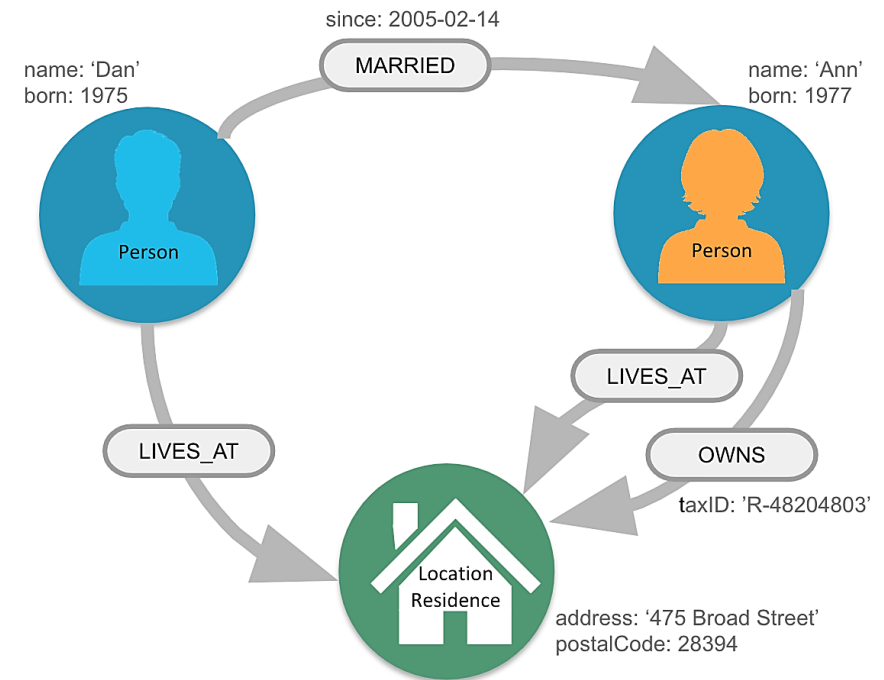 since: 2005-02-14
MARRIED
name: ‘Dan’
born: 1975
name: ‘Ann’
born: 1977
Person
Person
LIVES_AT
LIVES_AT
OWNS
taxID: ’R-48204803’
Location
Residence
address: ‘475 Broad Street’
postalCode: 28394